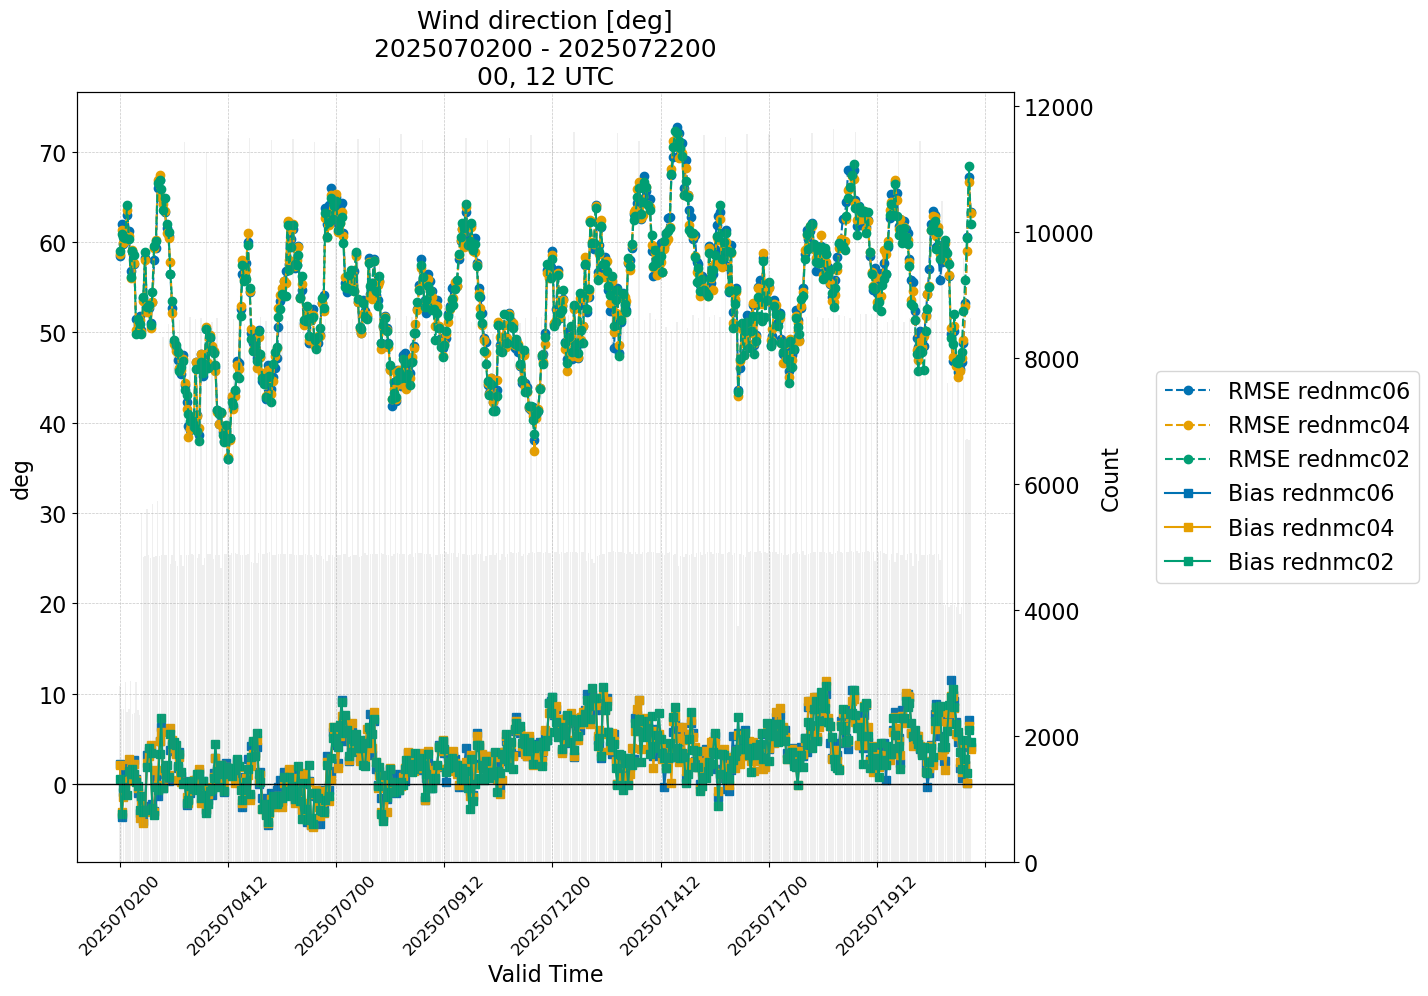 Wind direction [deg]
2025070200 - 2025072200
00, 12 UTC
70
60
50
40
30
20
10
0
deg
12000
10000
8000
6000
4000
2000
0
Count
2025070200
2025070412
2025070700
2025070912
2025071200
2025071412
2025071700
2025071912
Valid Time
RMSE rednmc06
RMSE rednmc04
RMSE rednmc02
Bias rednmc06
Bias rednmc04
Bias rednmc02